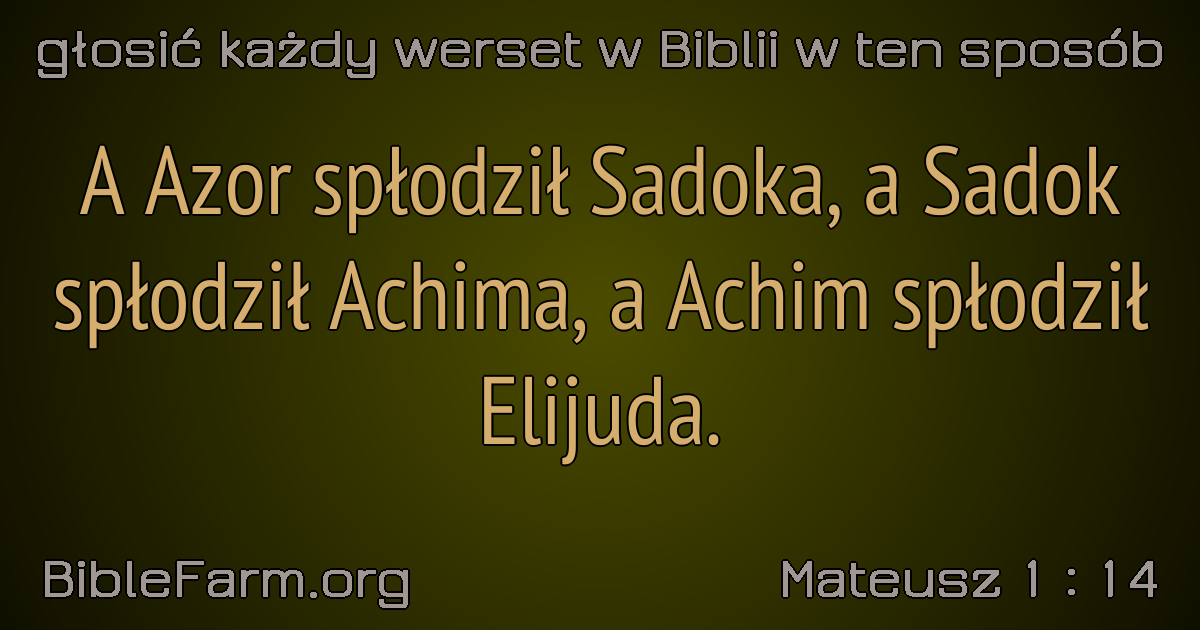 głosić każdy werset w Biblii w ten sposób
A Azor spłodził Sadoka, a Sadok
spłodził Achima, a Achim spłodził
Elijuda.
BibleFarm.org
Mateusz 1 : 14